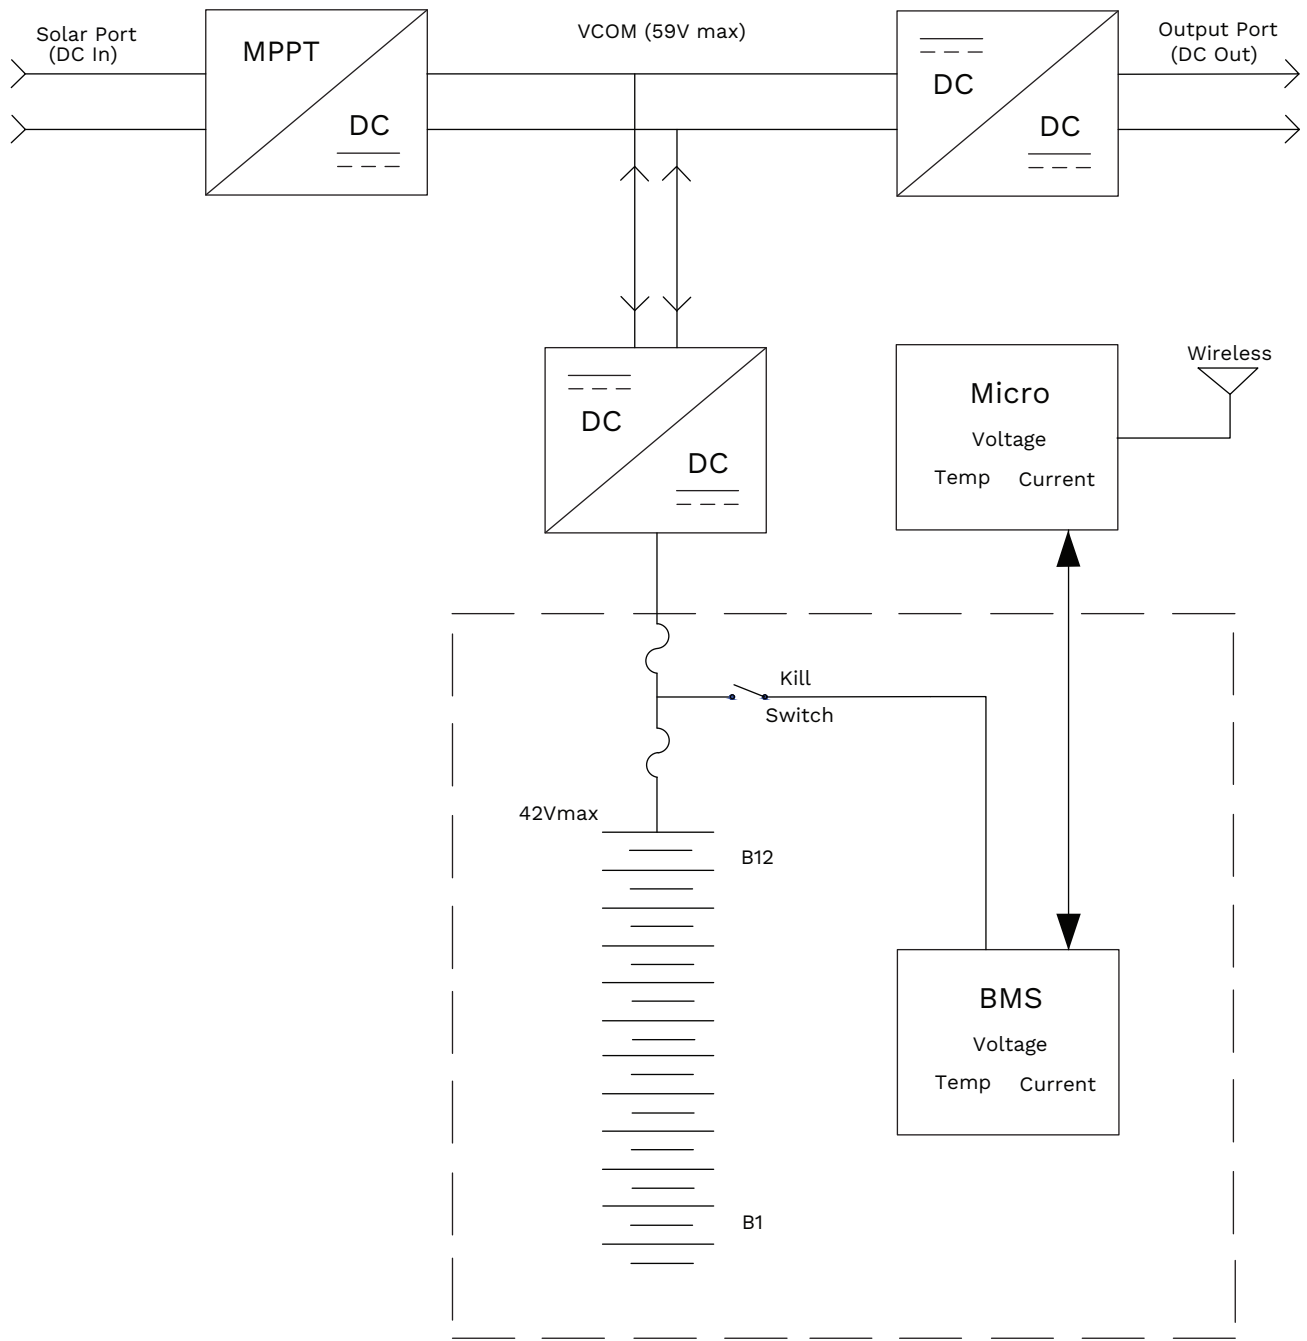 Solar Port
(DC In)
MPPT
DC
VCOM (59V max)
DC
DC
Output Port
(DC Out)
DC
DC
Micro
Voltage
Temp Current
Wireless
Kill
Switch
42Vmax
B12
B1
BMS
Voltage
Temp Current